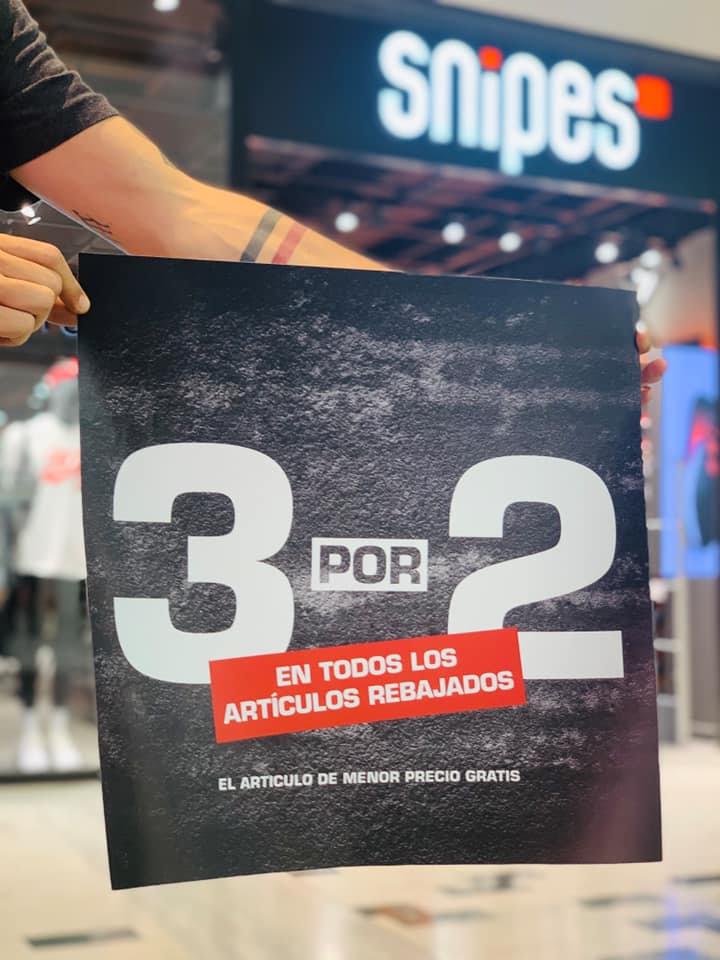 snipes
3 POR 2
EN TODOS LOS
ARTÍCULOS REBAJADOS
EL ARTICULO DE MENOR PRECIO GRATIS